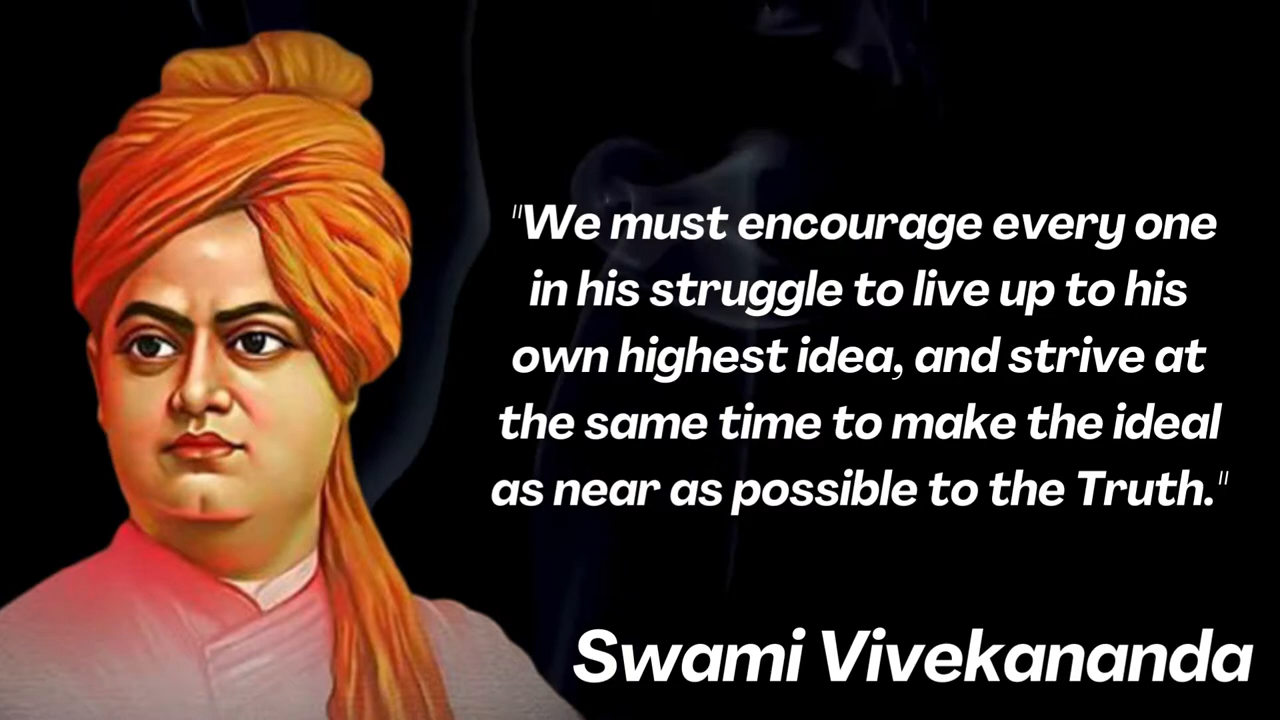 "We must encourage every one
in his struggle to live up to his
own highest idea, and strive at
the same time to make the ideal
as near as possible to the Truth."
Swami Vivekananda